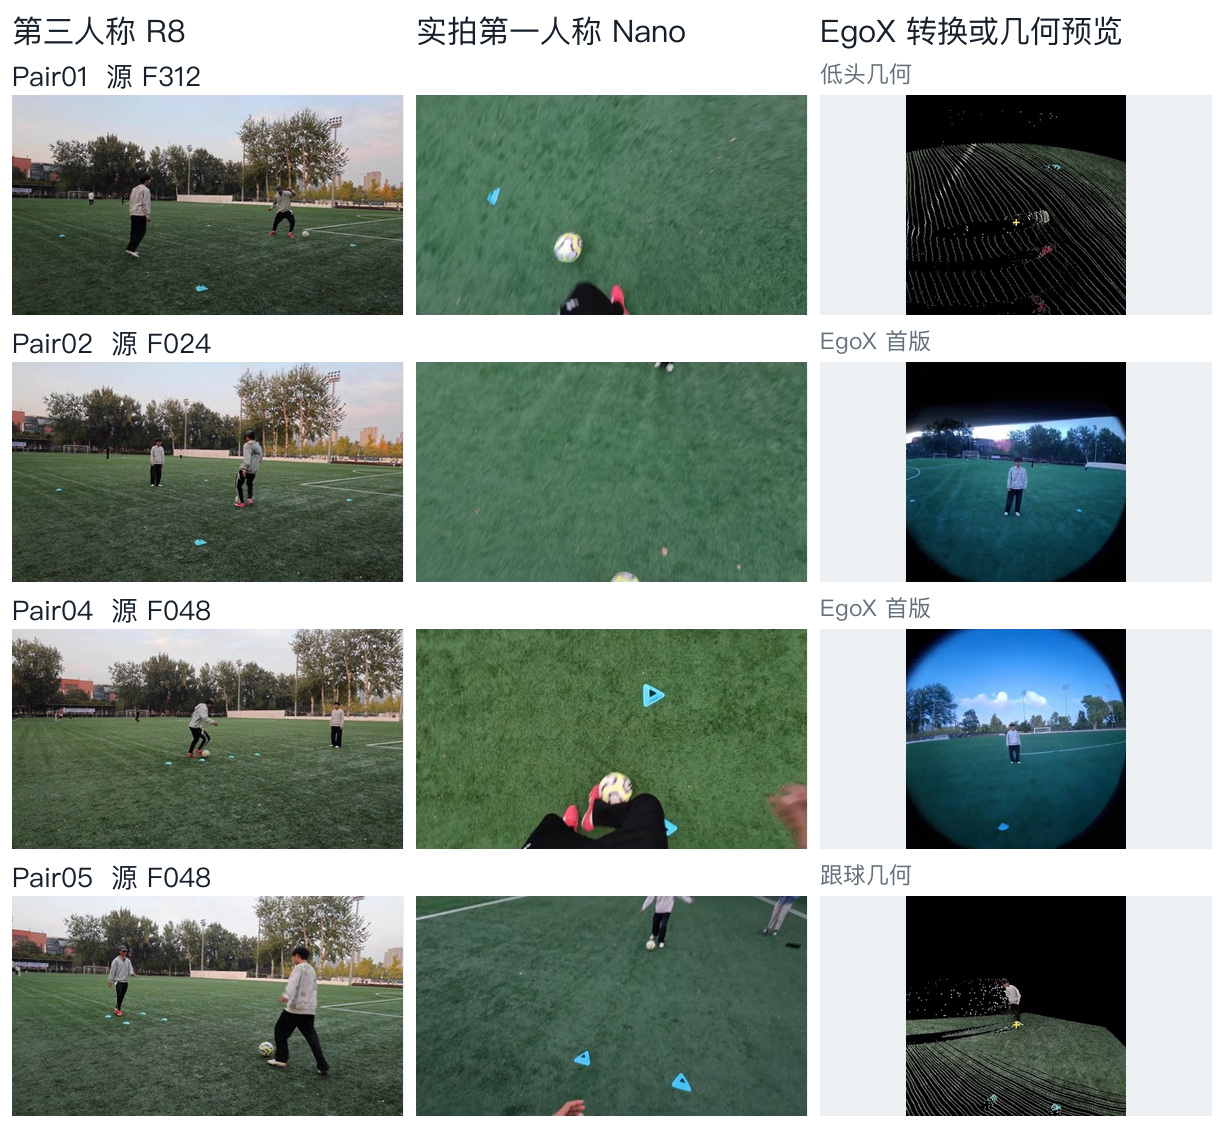 第三人称 R8
实拍第一人称 Nano
EgoX 转换或几何预览
Pair01 源 F312
低头几何
Pair02 源 F024
EgoX 首版
Pair04 源 F048
EgoX 首版
Pair05 源 F048
跟球几何